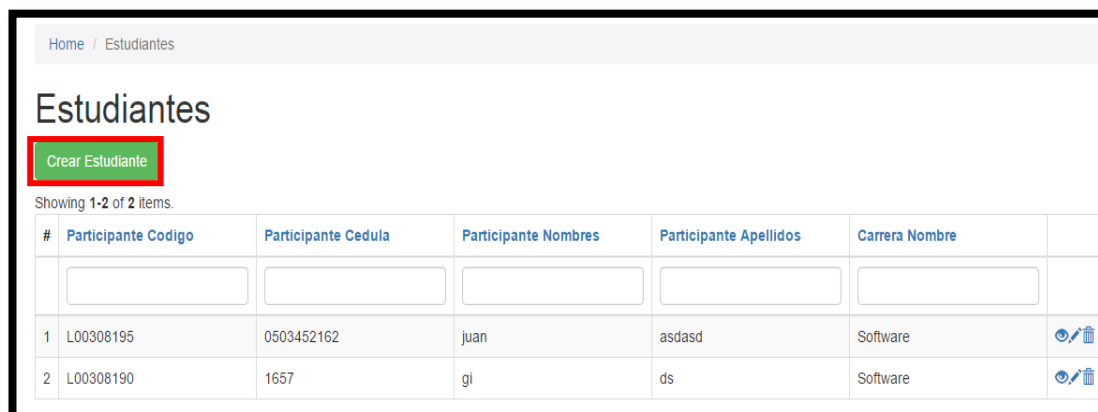 Home / Estudiantes
Estudiantes
Crear Estudiante
Showing 1-2 of 2 items.
# Participante Codigo Participante Cedula Participante Nombres Participante Apellidos Carrera Nombre
1 L00308195 0503452162 juan asdasd Software
2 L00308190 1657 gi ds Software